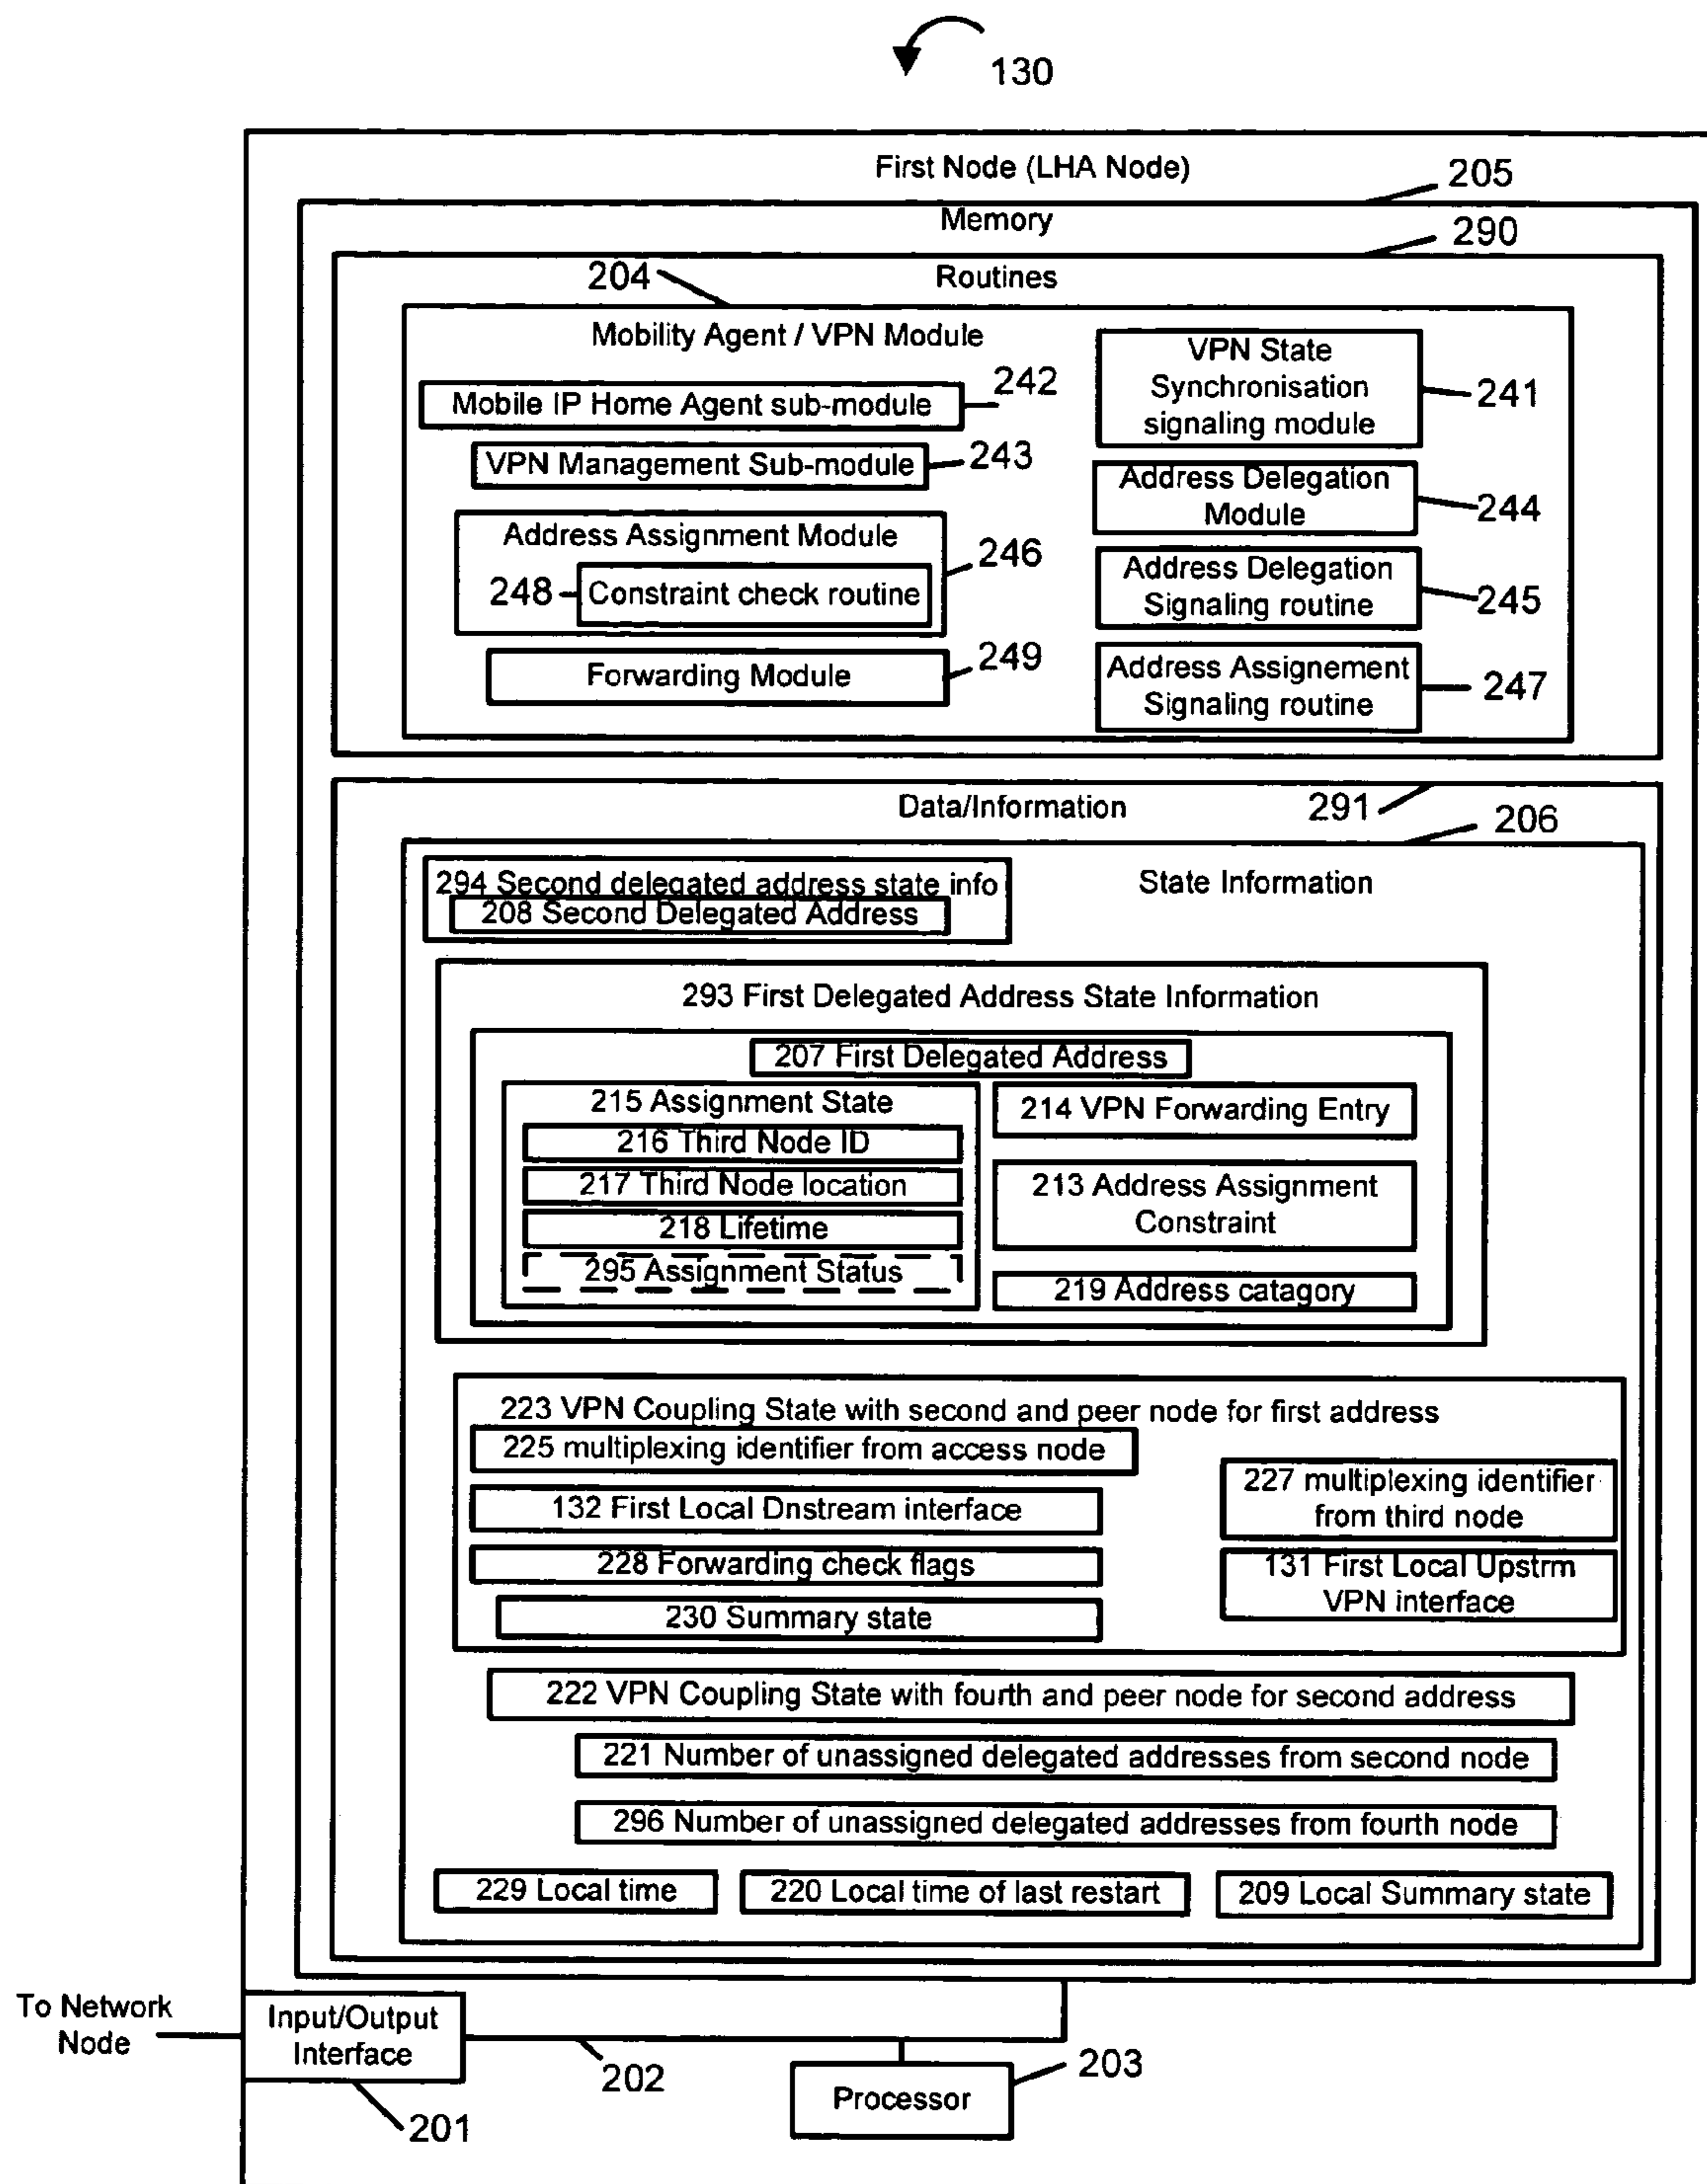 130
First Node (LHA Node)
205
Memory
290
Routines
204
Mobility Agent / VPN Module
242
Mobile IP Home Agent sub-module
VPN Management Sub-module
243
Address Assignment Module
246
248
Constraint check routine
Forwarding Module
249
VPN State
Synchronisation
signaling module
241
Address Delegation
Module
244
Address Delegation
Signaling routine
245
Address Assignement
Signaling routine
247
Data/Information
291
206
294 Second delegated address state info
State Information
208 Second Delegated Address
293 First Delegated Address State Information
207 First Delegated Address
215 Assignment State
216 Third Node ID
217 Third Node location
218 Lifetime
295 Assignment Status
214 VPN Forwarding Entry
213 Address Assignment
Constraint
219 Address catagory
223 VPN Coupling State with second and peer node for first address
225 multiplexing identifier from access node
132 First Local Dnstream interface
228 Forwarding check flags
230 Summary state
227 multiplexing identifier
from third node
131 First Local Upstrm
VPN interface
222 VPN Coupling State with fourth and peer node for second address
221 Number of unassigned delegated addresses from second node
296 Number of unassigned delegated addresses from fourth node
229 Local time
220 Local time of last restart
209 Local Summary state
To Network
Node
Input/Output
Interface
201
202
203
Processor